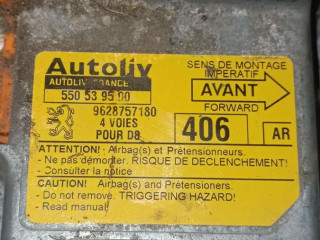 Autoliv
AUTOLIV FRANCE
550 53 95 00
SENS DE MONTAGE
IMPERATIF
AVANT
FORWARD
9628757180
4 VOIES
POUR D8
406
AR
ATTENTION! Airbag(s) et Prétensionneurs.
- Ne pas démonter. RISQUE DE DECLENCHEMENT!
- Consulter la notice
CAUTION! Airbag(s) and Pretensioners.
- Do not remove. TRIGGERING HAZARD!
- Read manual